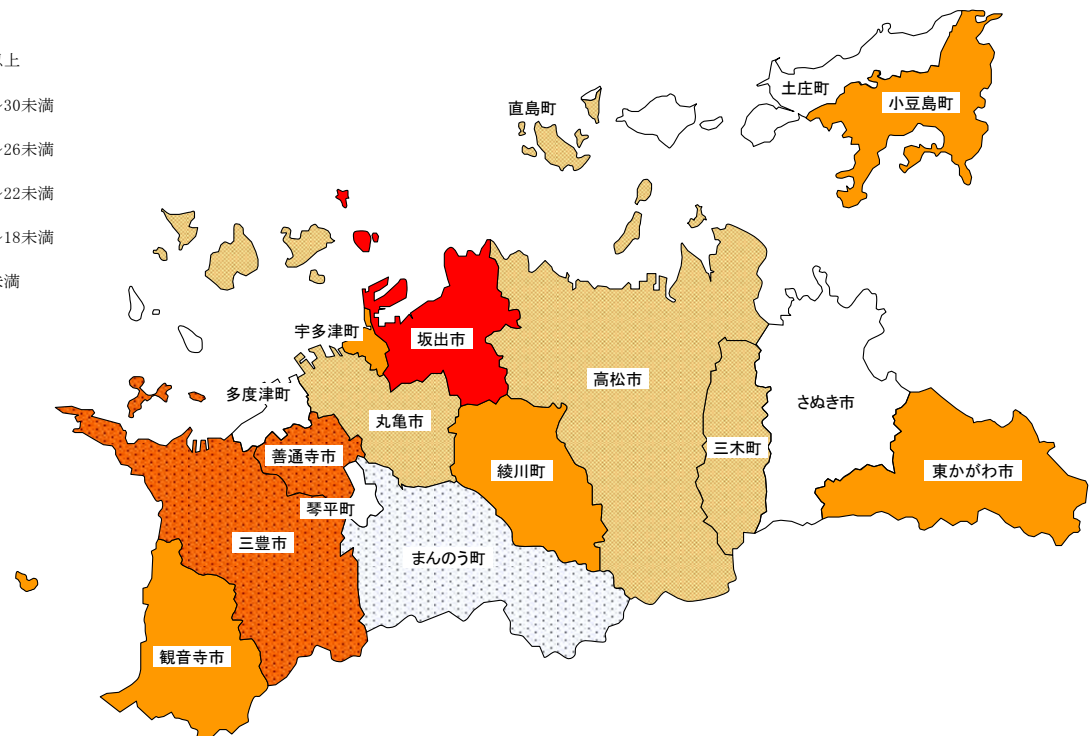 上
30未満
26未満
22未満
18未満
満
土庄町
小豆島町
直島町
宇多津町
坂出市
高松市
多度津町
さぬき市
丸亀市
三木町
善通寺市
綾川町
東かがわ市
琴平町
三豊市
まんのう町
観音寺市